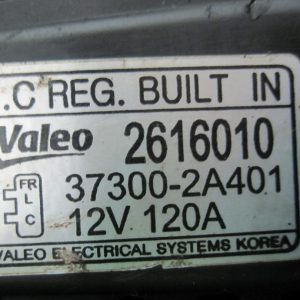 .C REG. BUILT IN
Valeo 2616010
FR
L
C
37300-2A401
12V 120A
VALEO ELECTRICAL SYSTEMS KOREA